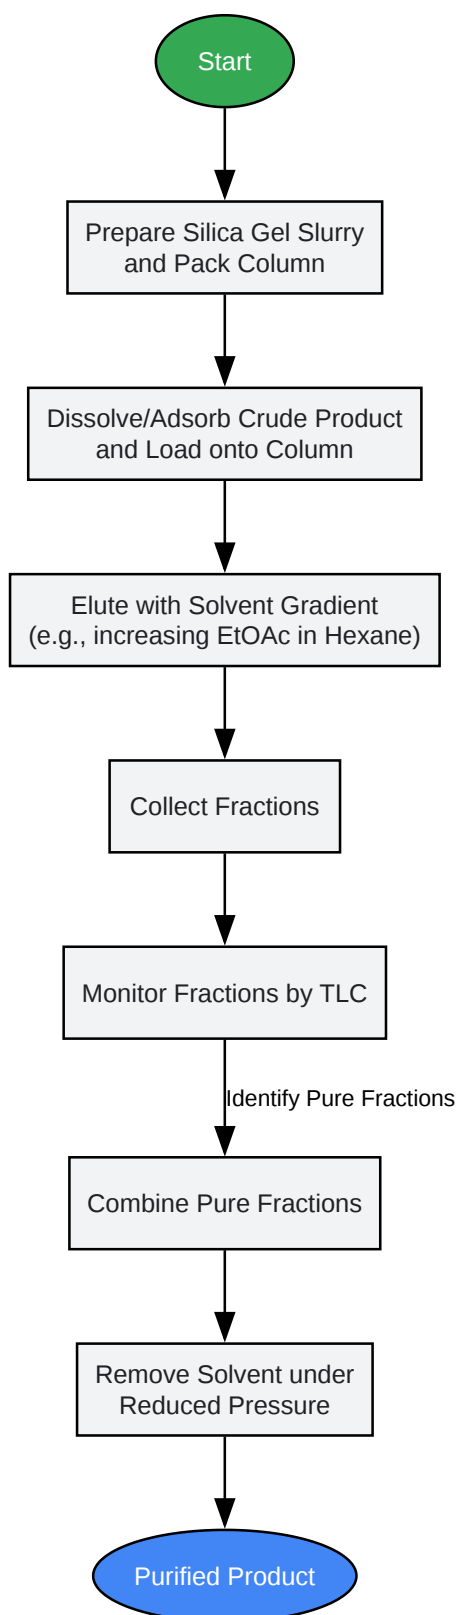 Start
Prepare Silica Gel Slurry
and Pack Column
Dissolve/Adsorb Crude Product
and Load onto Column
Elute with Solvent Gradient
(e.g., increasing EtOAc in Hexane)
Collect Fractions
Monitor Fractions by TLC
Identify Pure Fractions
Combine Pure Fractions
Remove Solvent under
Reduced Pressure
Purified Product